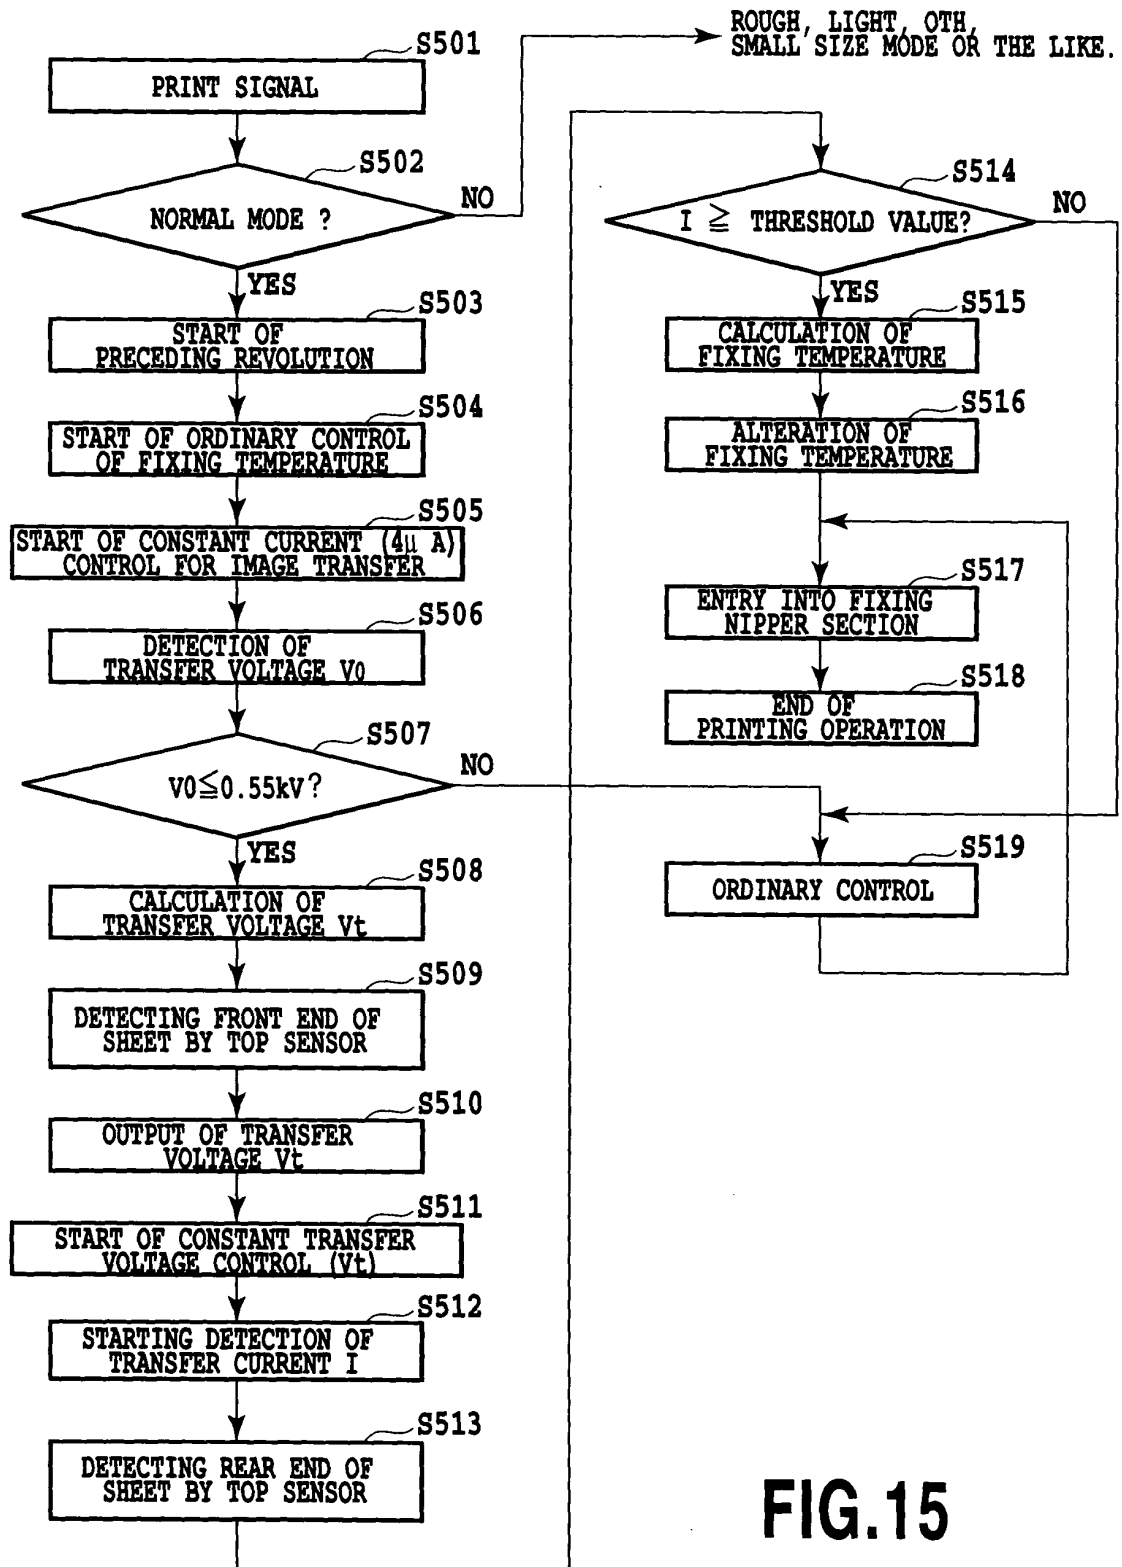 S501
PRINT SIGNAL
ROUGH, LIGHT, OTH,
SMALL SIZE MODE OR THE LIKE.
S502
NORMAL MODE ?
NO
YES
S503
START OF
PRECEDING REVOLUTION
S504
START OF ORDINARY CONTROL
OF FIXING TEMPERATURE
S505
START OF CONSTANT CURRENT (4μ A)
CONTROL FOR IMAGE TRANSFER
S506
DETECTION OF
TRANSFER VOLTAGE V0
S507
V0≦0.55kV?
NO
YES
S508
CALCULATION OF
TRANSFER VOLTAGE Vt
S509
DETECTING FRONT END OF
SHEET BY TOP SENSOR
S510
OUTPUT OF TRANSFER
VOLTAGE Vt
S511
START OF CONSTANT TRANSFER
VOLTAGE CONTROL (Vt)
S512
STARTING DETECTION OF
TRANSFER CURRENT I
S513
DETECTING REAR END OF
SHEET BY TOP SENSOR
S514
I ≧ THRESHOLD VALUE?
NO
YES
S515
CALCULATION OF
FIXING TEMPERATURE
S516
ALTERATION OF
FIXING TEMPERATURE
S517
ENTRY INTO FIXING
NIPPER SECTION
S518
END OF
PRINTING OPERATION
S519
ORDINARY CONTROL
FIG.15